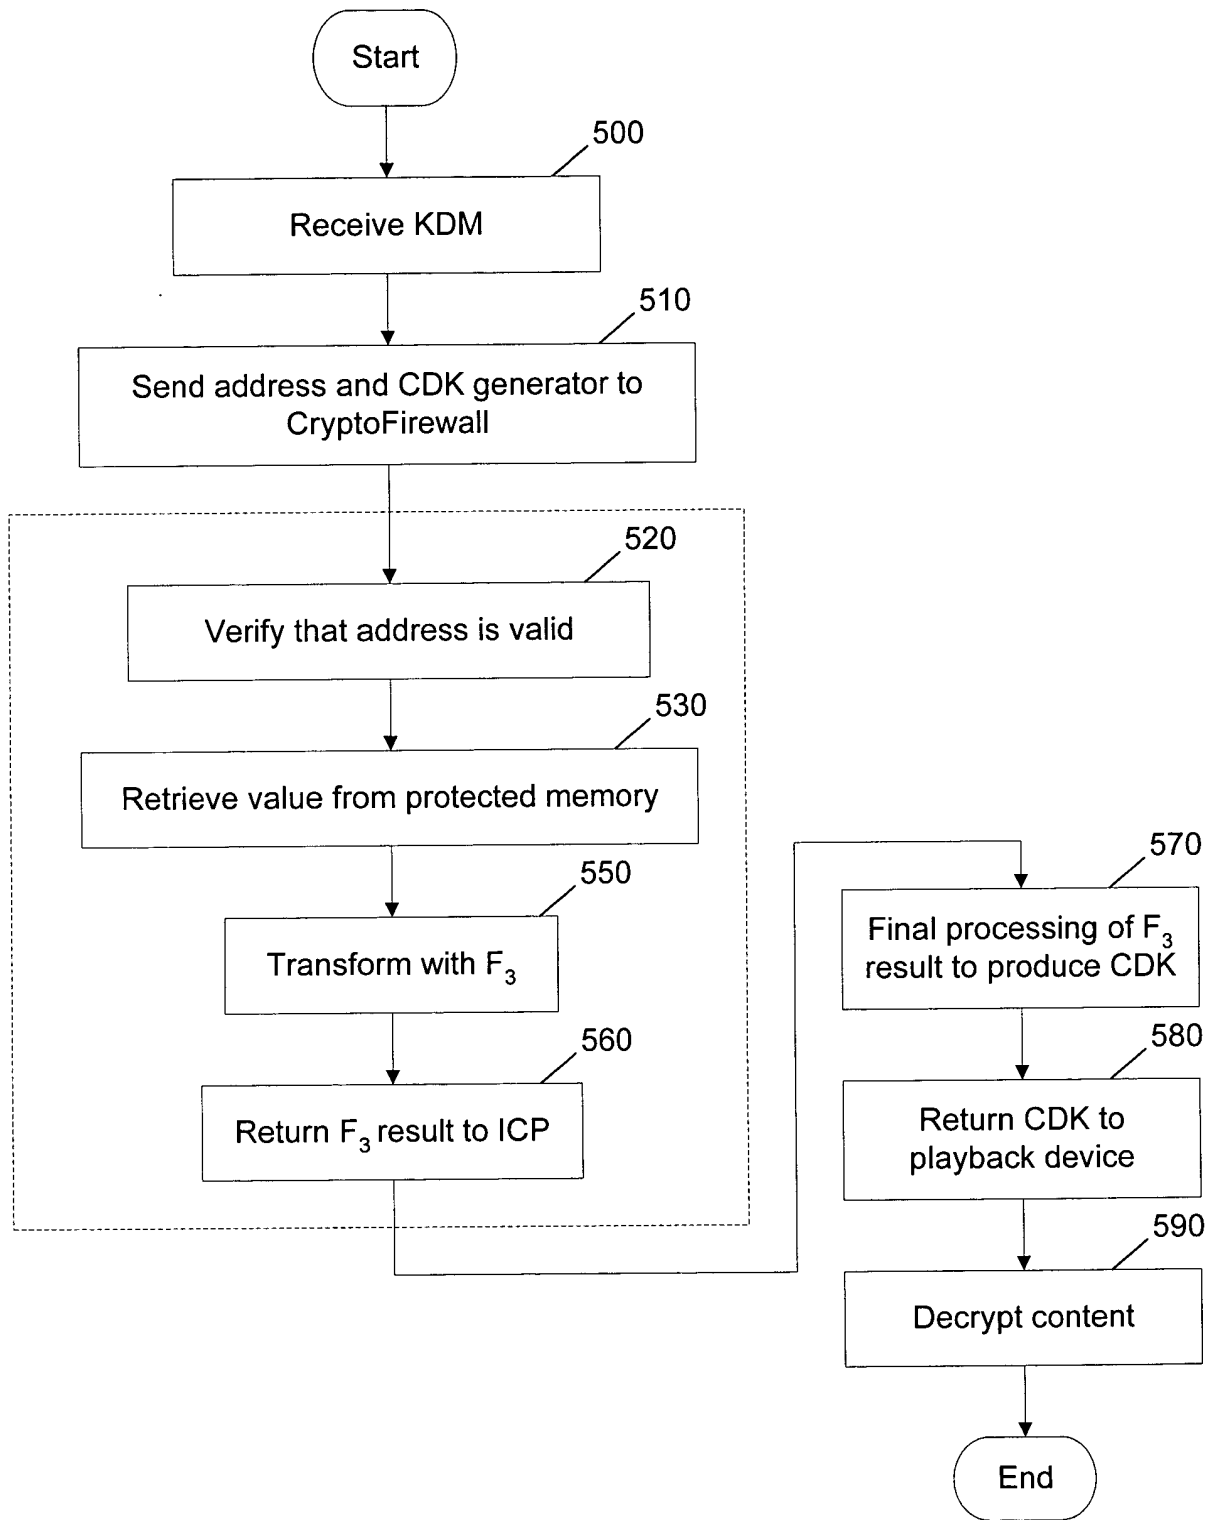 Start
500
Receive KDM
510
Send address and CDK generator to
CryptoFirewall
520
Verify that address is valid
530
Retrieve value from protected memory
550
Transform with F3
560
Return F3 result to ICP
570
Final processing of F3
result to produce CDK
580
Return CDK to
playback device
590
Decrypt content
End